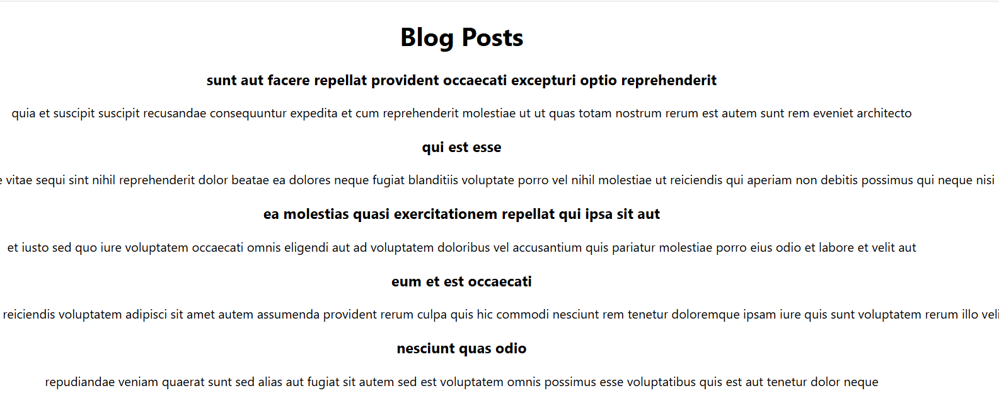 Blog Posts
sunt aut facere repellat provident occaecati excepturi optio reprehenderit
quia et suscipit suscipit recusandae consequuntur expedita et cum reprehenderit molestiae ut ut quas totam nostrum rerum est autem sunt rem eveniet architecto
qui est esse
vitae sequi sint nihil reprehenderit dolor beatae ea dolores neque fugiat blanditiis voluptate porro vel nihil molestiae ut reiciendis qui aperiam non debitis possimus qui neque nisi
ea molestias quasi exercitationem repellat qui ipsa sit aut
et iusto sed quo iure voluptatem occaecati omnis eligendi aut ad voluptatem doloribus vel accusantium quis pariatur molestiae porro eius odio et labore et velit aut
eum et est occaecati
reiciendis voluptatem adipisci sit amet autem assumenda provident rerum culpa quis hic commodi nesciunt rem tenetur doloremque ipsam iure quis sunt voluptatem rerum illo veli
nesciunt quas odio
repudiandae veniam quaerat sunt sed alias aut fugiat sit autem sed est voluptatem omnis possimus esse voluptatibus quis est aut tenetur dolor neque